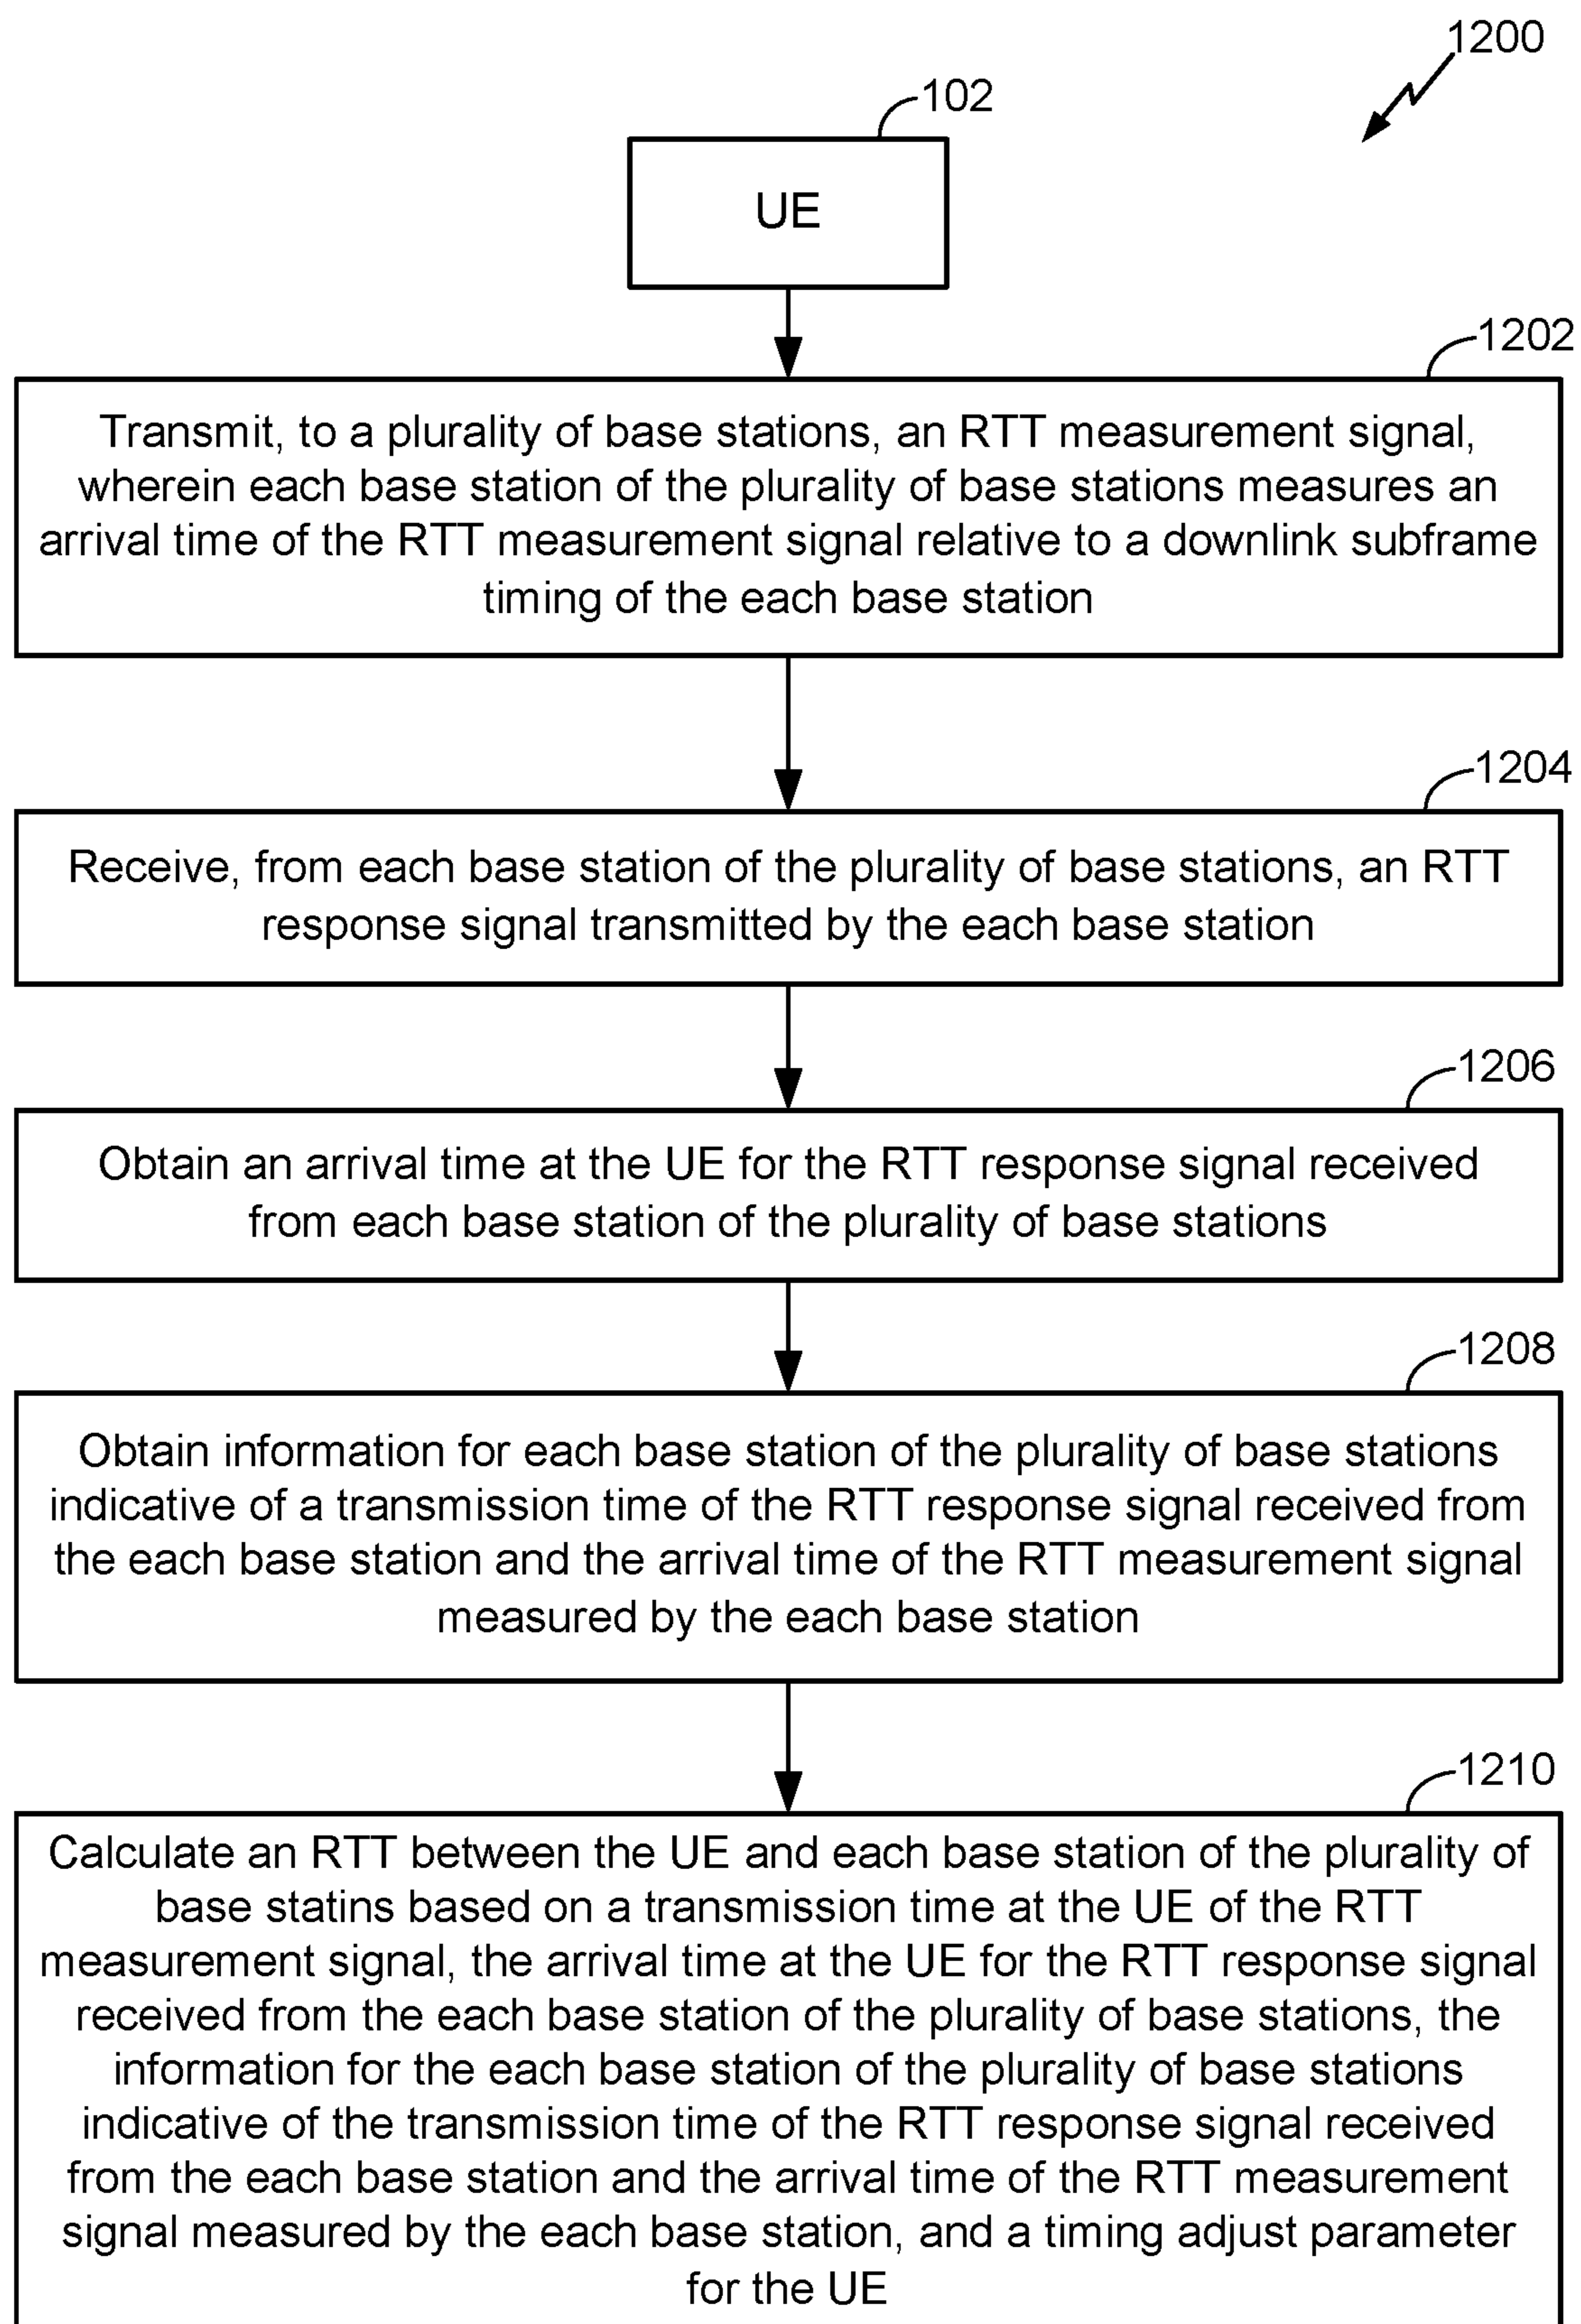 1200
102
UE
1202
Transmit, to a plurality of base stations, an RTT measurement signal,
wherein each base station of the plurality of base stations measures an
arrival time of the RTT measurement signal relative to a downlink subframe
timing of the each base station
1204
Receive, from each base station of the plurality of base stations, an RTT
response signal transmitted by the each base station
1206
Obtain an arrival time at the UE for the RTT response signal received
from each base station of the plurality of base stations
1208
Obtain information for each base station of the plurality of base stations
indicative of a transmission time of the RTT response signal received from
the each base station and the arrival time of the RTT measurement signal
measured by the each base station
1210
Calculate an RTT between the UE and each base station of the plurality of
base statins based on a transmission time at the UE of the RTT
measurement signal, the arrival time at the UE for the RTT response signal
received from the each base station of the plurality of base stations, the
information for the each base station of the plurality of base stations
indicative of the transmission time of the RTT response signal received
from the each base station and the arrival time of the RTT measurement
signal measured by the each base station, and a timing adjust parameter
for the UE